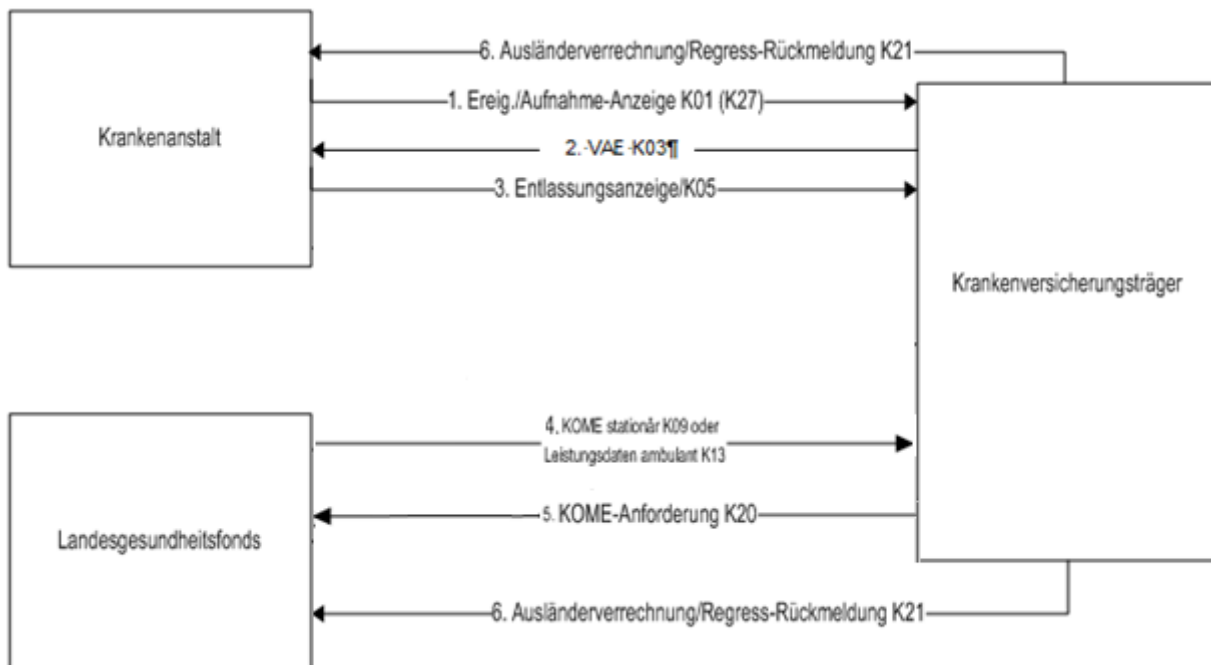 6. Ausländerverrechnung/Regress-Rückmeldung K21
1. Ereig./Aufnahme-Anzeige K01 (K27)
Krankenanstalt
2.-VAE-K03¶
3. Entlassungsanzeige/K05
Krankenversicherungsträger
4. KOME stationär K09 oder
Leistungsdaten ambulant K13
5. KOME-Anforderung K20
Landesgesundheitsfonds
6. Ausländerverrechnung/Regress-Rückmeldung K21